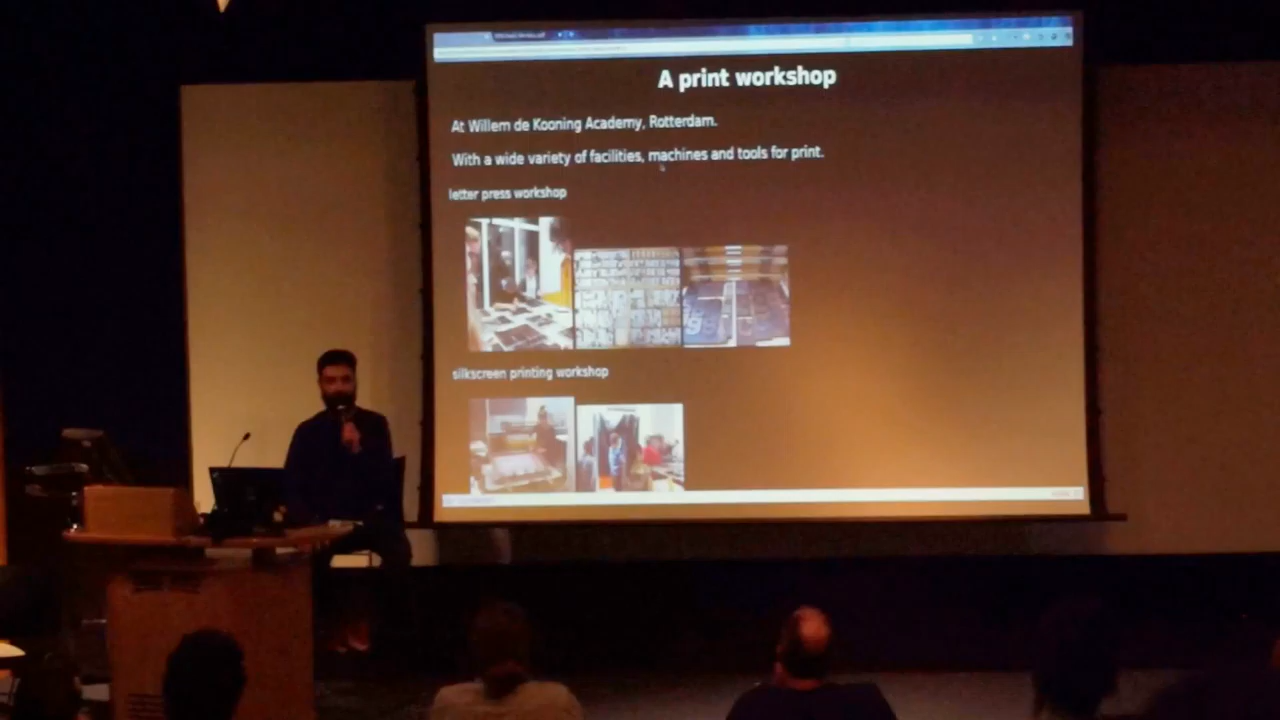 A print workshop
At Willem de Kooning Academy, Rotterdam.
With a wide variety of facilities, machines and tools for print.
letter press workshop
silkscreen printing workshop